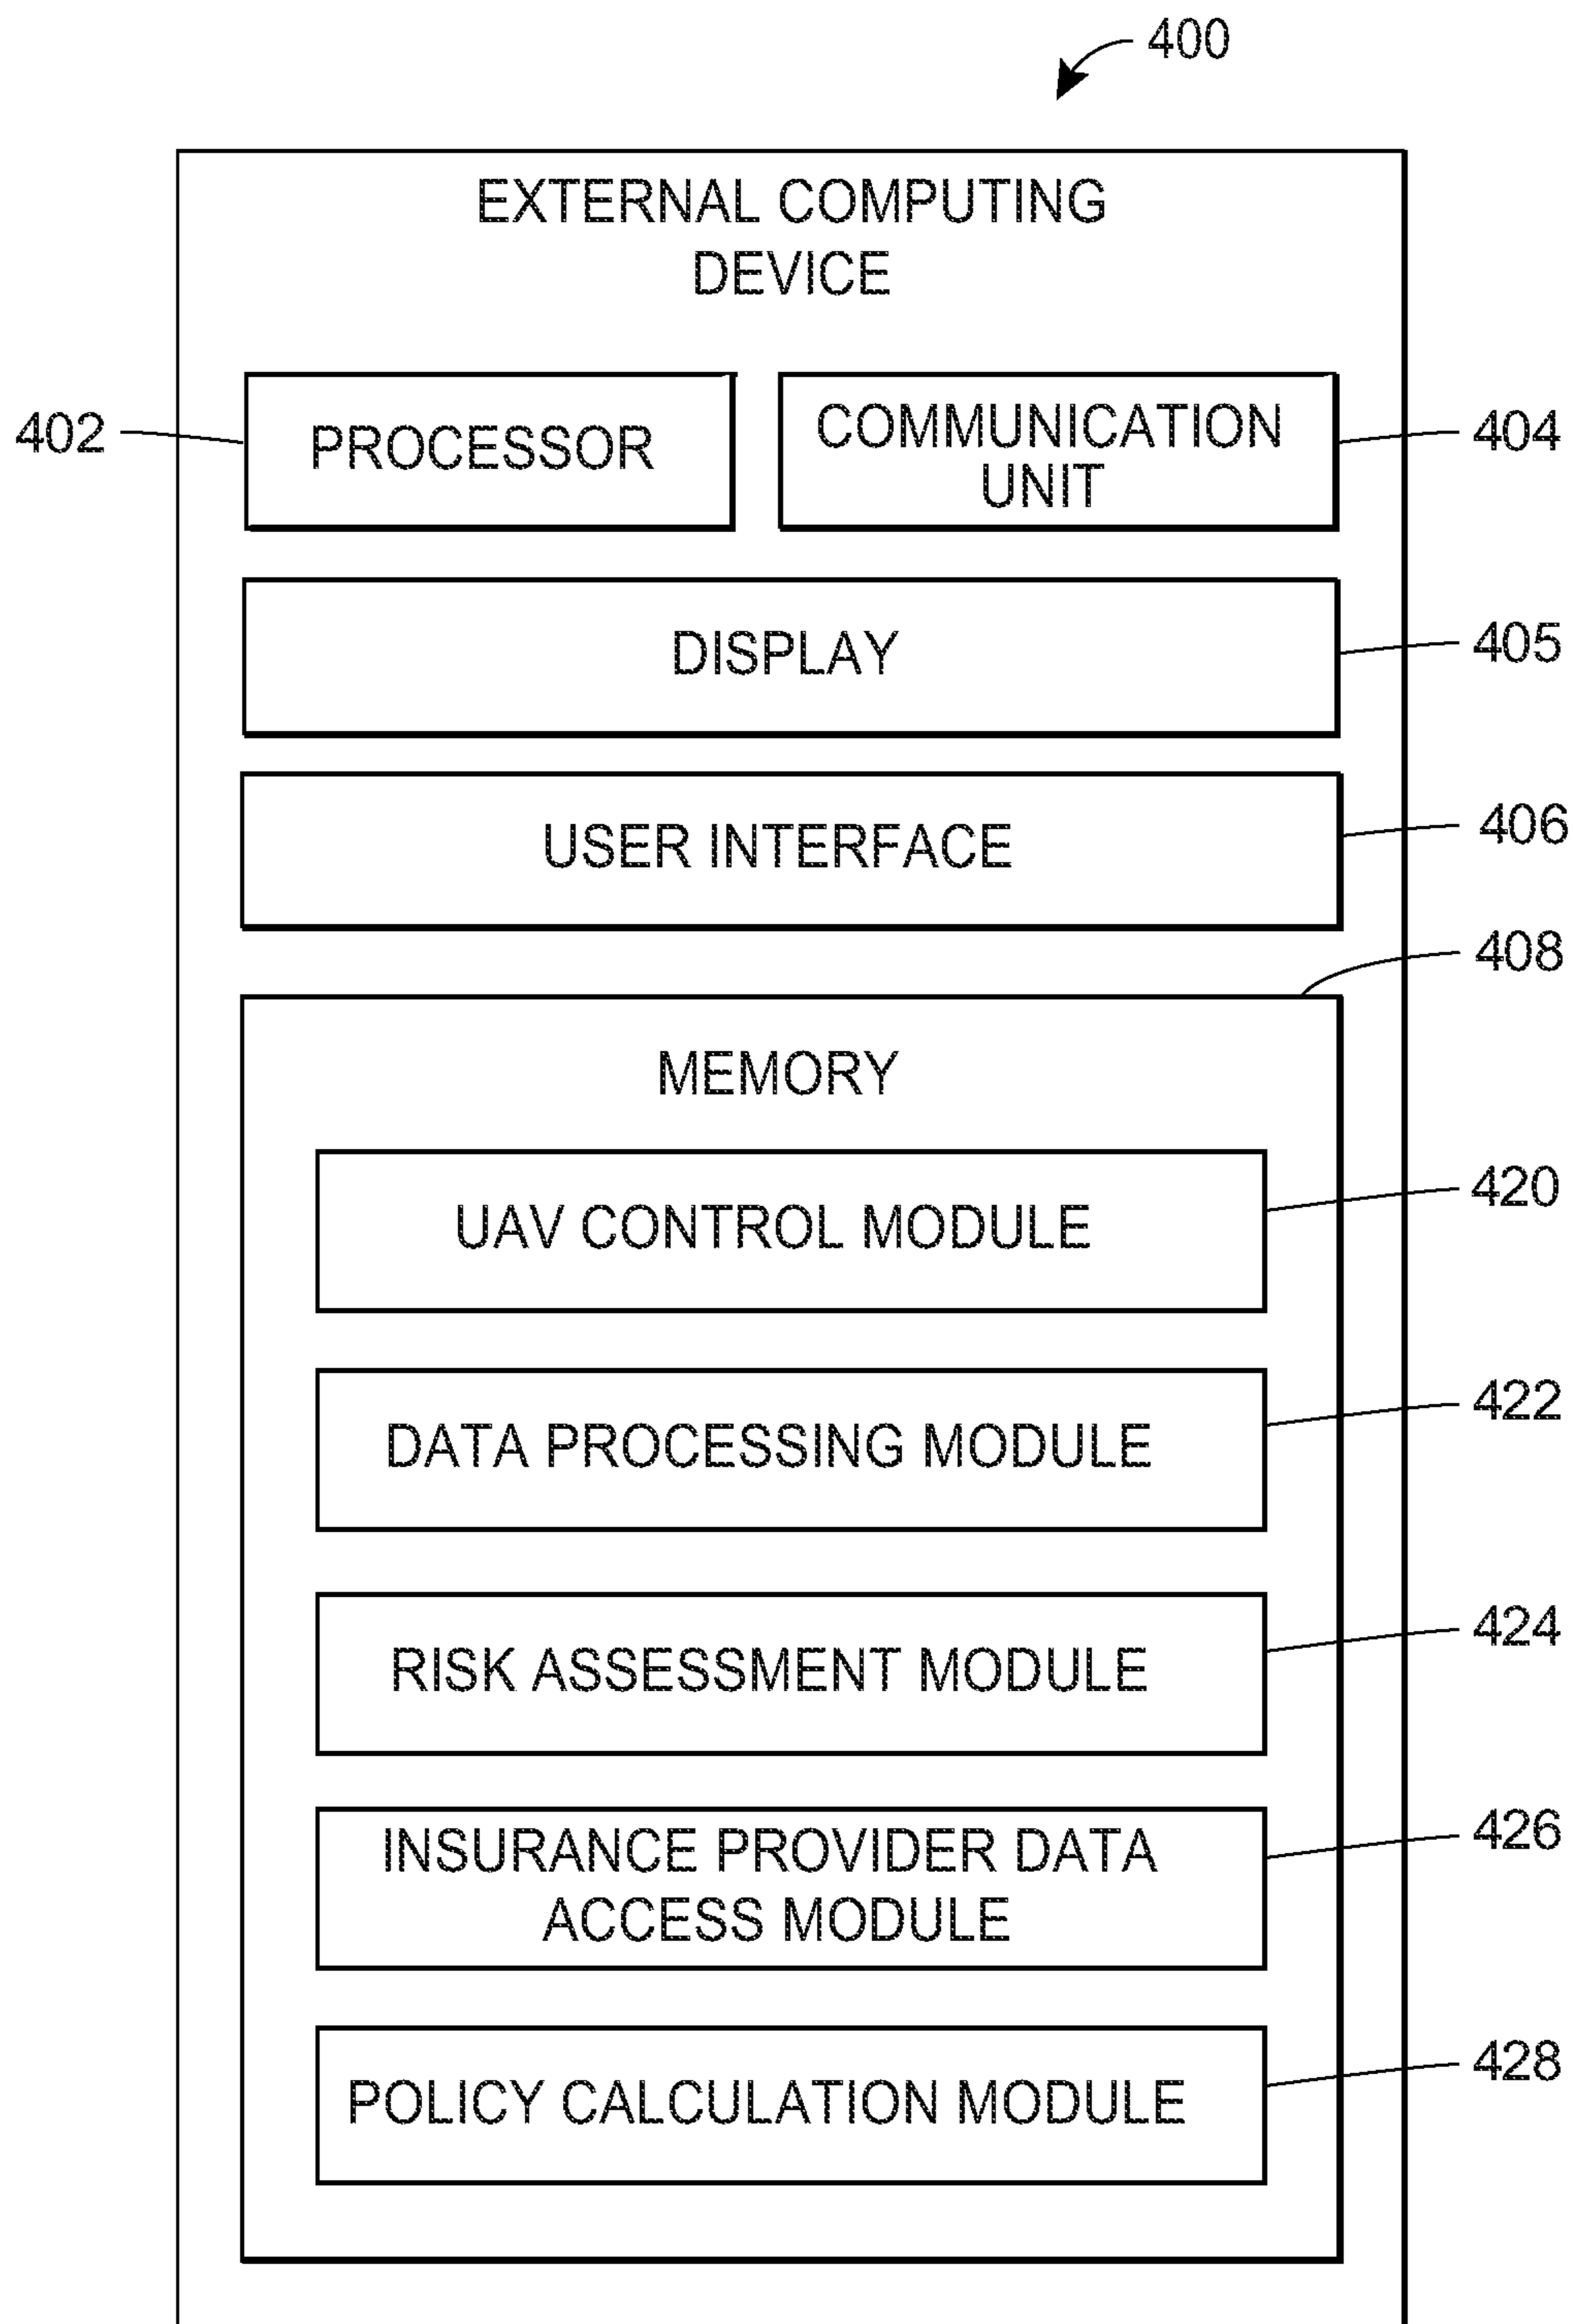 400
EXTERNAL COMPUTING
DEVICE
402
PROCESSOR
COMMUNICATION
UNIT
404
DISPLAY
405
USER INTERFACE
406
408
MEMORY
UAV CONTROL MODULE
420
DATA PROCESSING MODULE
422
RISK ASSESSMENT MODULE
424
INSURANCE PROVIDER DATA
ACCESS MODULE
426
POLICY CALCULATION MODULE
428